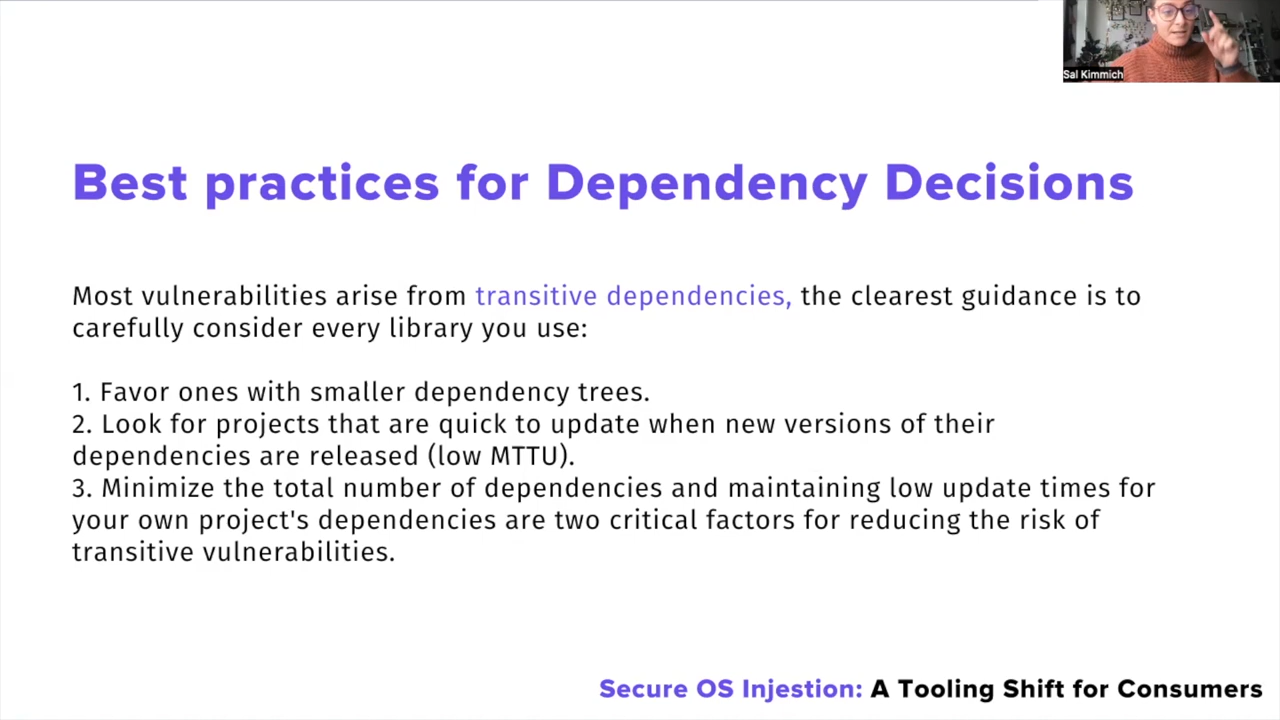 Sal Kimmich
Best practices for Dependency Decisions
Most vulnerabilities arise from transitive dependencies, the clearest guidance is to
carefully consider every library you use:
1. Favor ones with smaller dependency trees.
2. Look for projects that are quick to update when new versions of their
dependencies are released (low MTTU).
3. Minimize the total number of dependencies and maintaining low update times for
your own project's dependencies are two critical factors for reducing the risk of
transitive vulnerabilities.
Secure OS Injestion: A Tooling Shift for Consumers